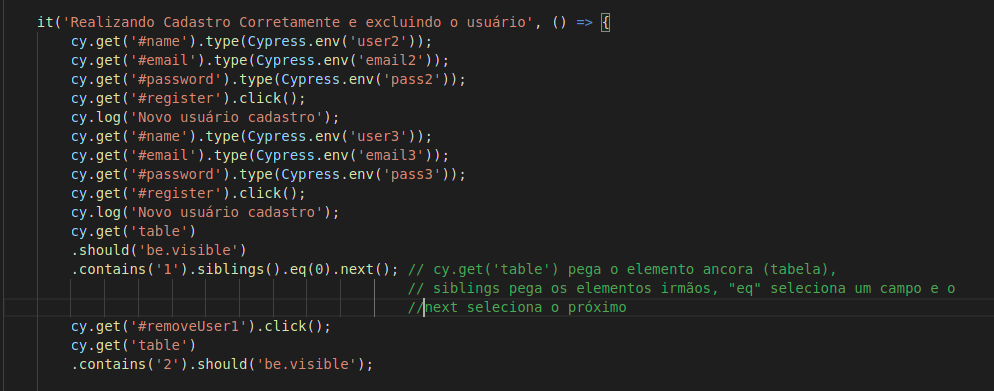 it('Realizando Cadastro Corretamente e excluindo o usuário', () => {
cy.get('#name').type(Cypress.env('user2'));
cy.get('#email').type(Cypress.env('email2'));
cy.get('#password').type(Cypress.env('pass2'));
cy.get('#register').click();
cy.log('Novo usuário cadastro');
cy.get('#name').type(Cypress.env('user3'));
cy.get('#email').type(Cypress.env('email3'));
cy.get('#password').type(Cypress.env('pass3'));
cy.get('#register').click();
cy.log('Novo usuário cadastro');
cy.get('table')
.should('be.visible')
.contains('1').siblings().eq(0).next(); // cy.get('table') pega o elemento ancora (tabela),
// siblings pega os elementos irmãos, "eq" seleciona um campo e o
//next seleciona o próximo
cy.get('#removeUser1').click();
cy.get('table')
.contains('2').should('be.visible');